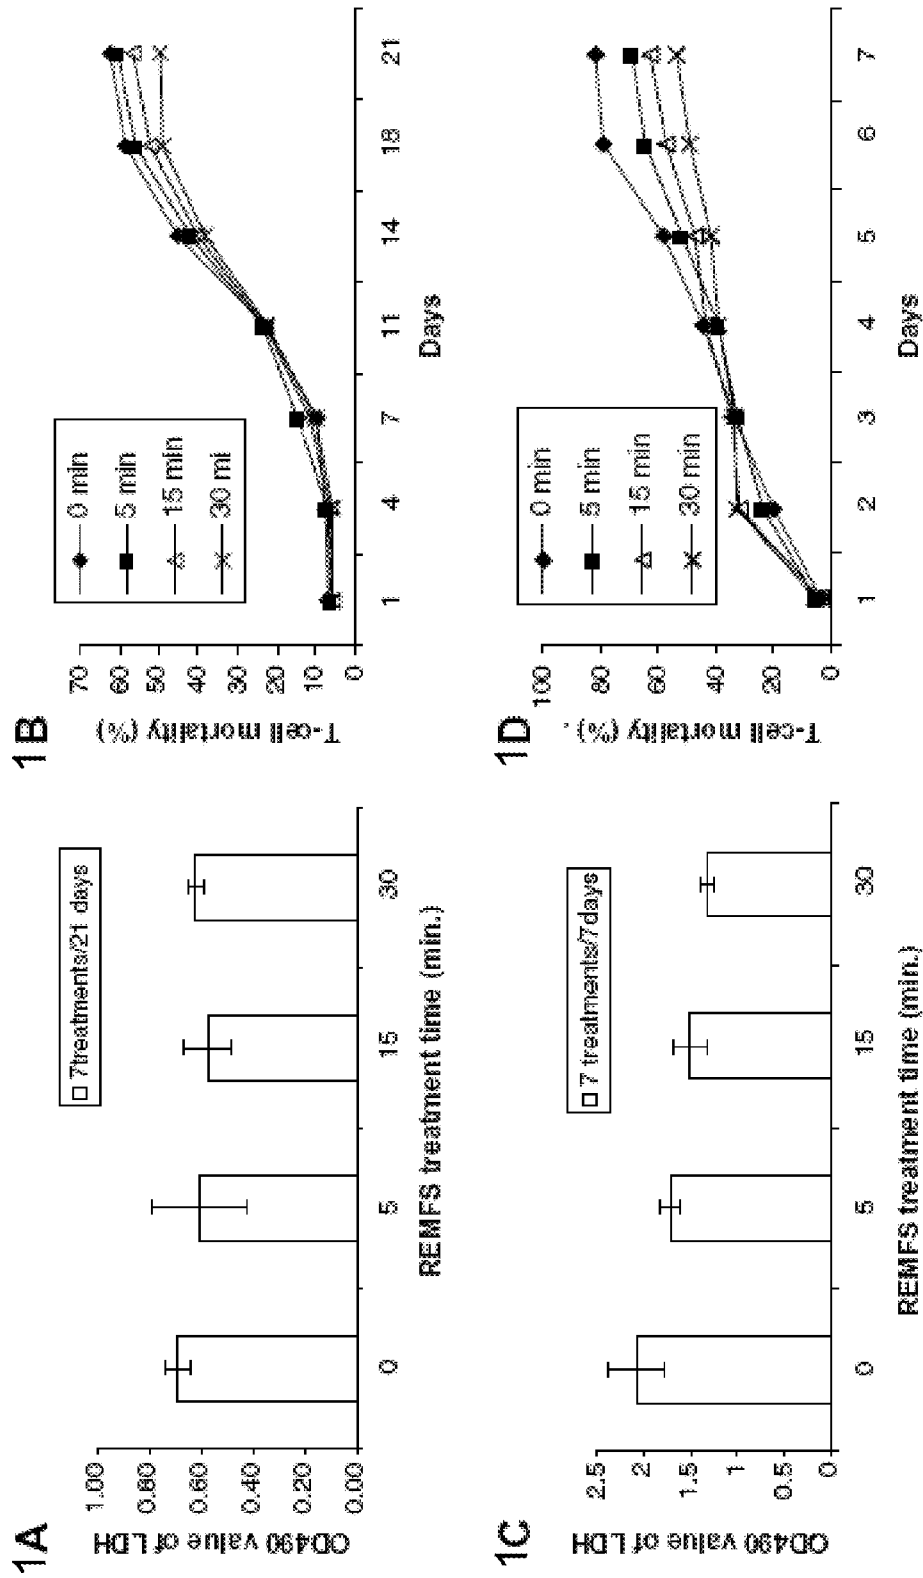 1A
OD490 value of LDH
1.00
0.80
0.60
0.40
0.20
0.00
7treatments/21 days
0
5
15
30
REMFS treatment time (min.)
1B
T-cell mortality (%)
70
60
50
40
30
20
10
0
0 min
5 min
15 min
30 mi
1
4
7
11
14
18
21
Days
1C
OD490 value of LDH
2.5
2
1.5
1
0.5
0
7 treatments/7days
0
5
15
30
REMFS treatment time (min.)
1D
T-cell mortality (%) .
100
80
60
40
20
0
0 min
5 min
15 min
30 min
1
2
3
4
5
6
7
Days